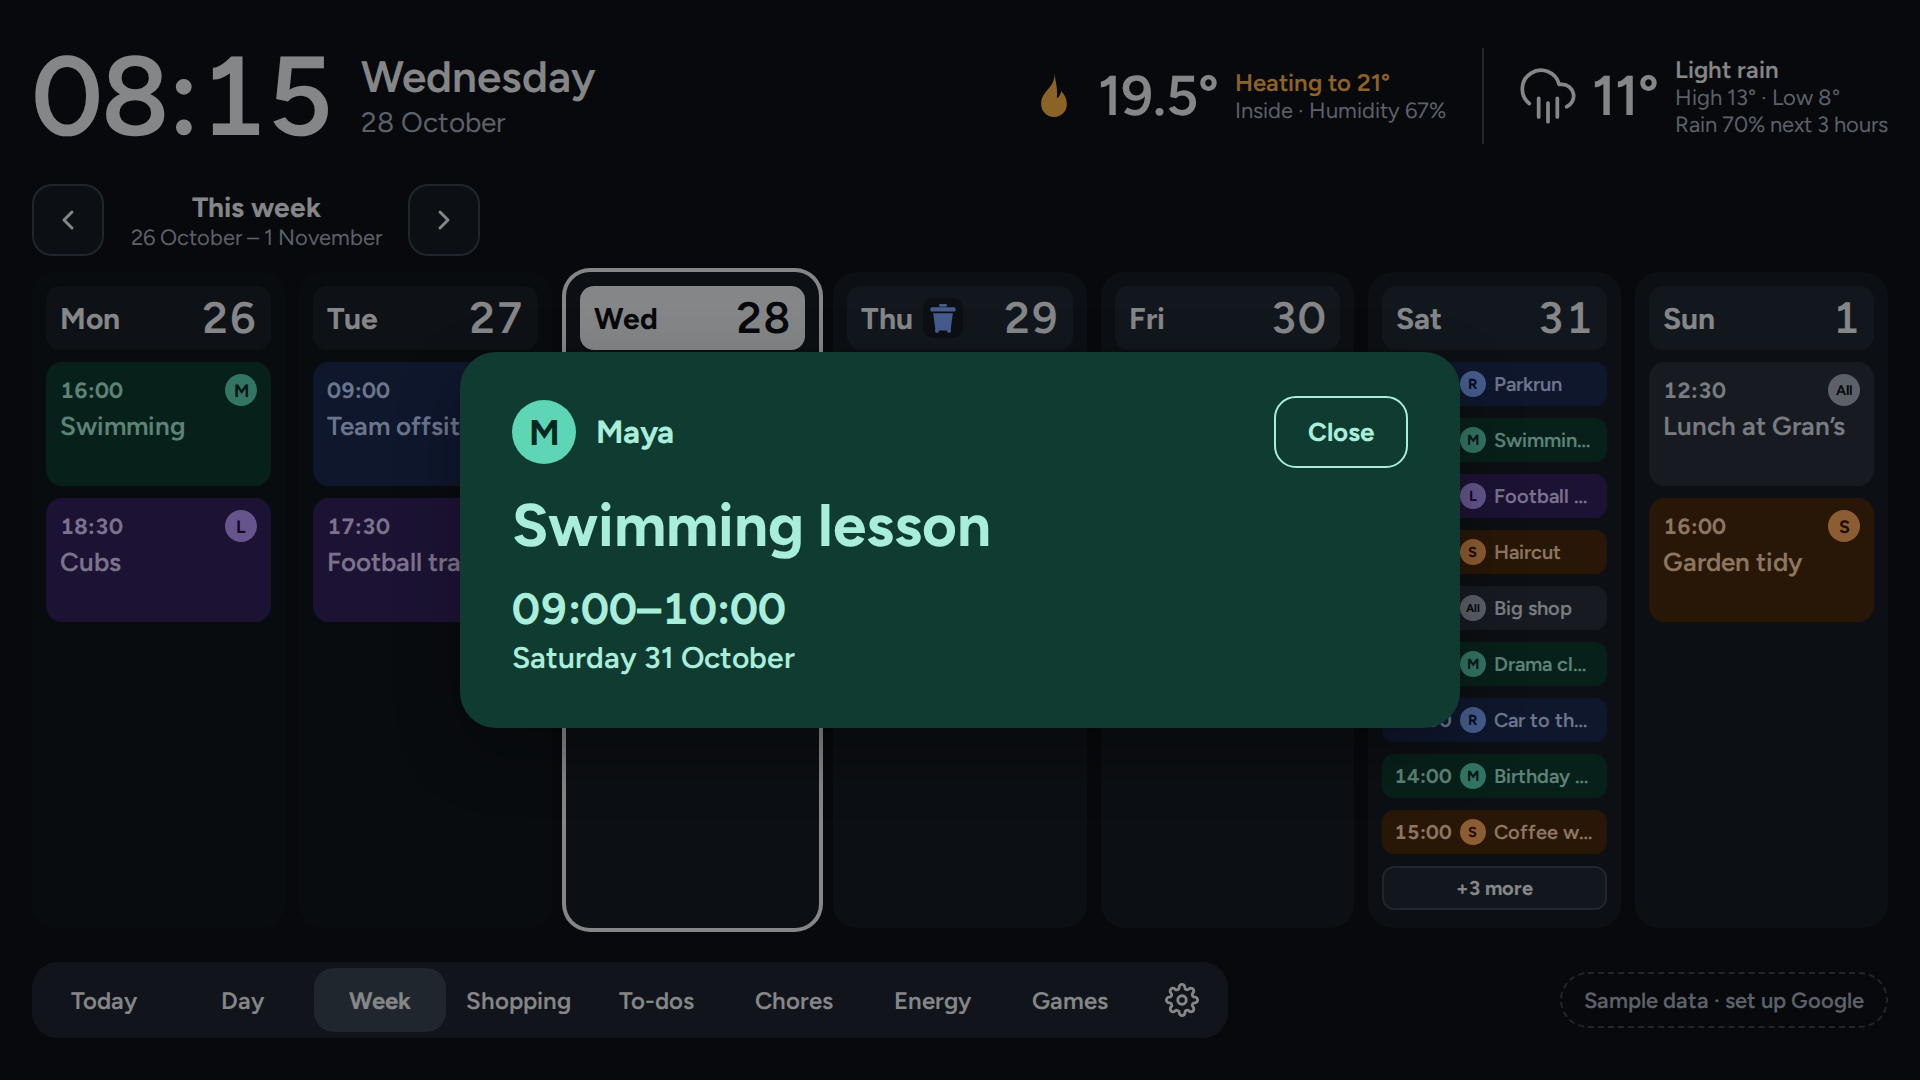 08:15
Wednesday
28 October
19.5°
Heating to 21°
Inside · Humidity 67%
11°
Light rain
High 13° · Low 8°
Rain 70% next 3 hours
This week
26 October – 1 November
Mon 26
Tue 27
Wed 28
Thu 29
Fri 30
Sat 31
Sun 1
16:00 M
Swimming
18:30 L
Cubs
09:00
Team offsit
17:30
Football tra
M Maya
Close
Swimming lesson
09:00–10:00
Saturday 31 October
R Parkrun
M Swimmin...
L Football ...
S Haircut
All Big shop
M Drama cl...
R Car to th...
14:00 M Birthday ...
15:00 S Coffee w...
+3 more
12:30 All
Lunch at Gran’s
16:00 S
Garden tidy
Today
Day
Week
Shopping
To-dos
Chores
Energy
Games
Sample data · set up Google